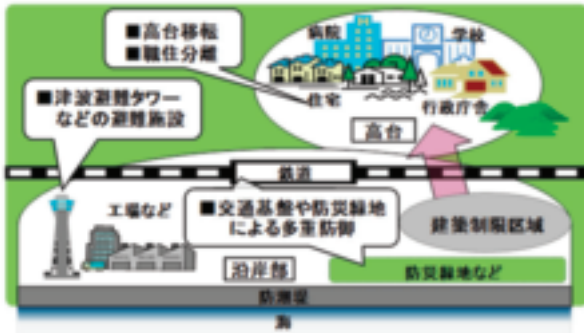 ■高台移転
■職住分離
病院
学校
住宅
行政庁舎
高台
■津波避難タワー
などの避難施設
鉄道
工場など
■交通基盤や防災緑地
による多重防御
建築制限区域
沿岸部
防災緑地など
防潮堤
海